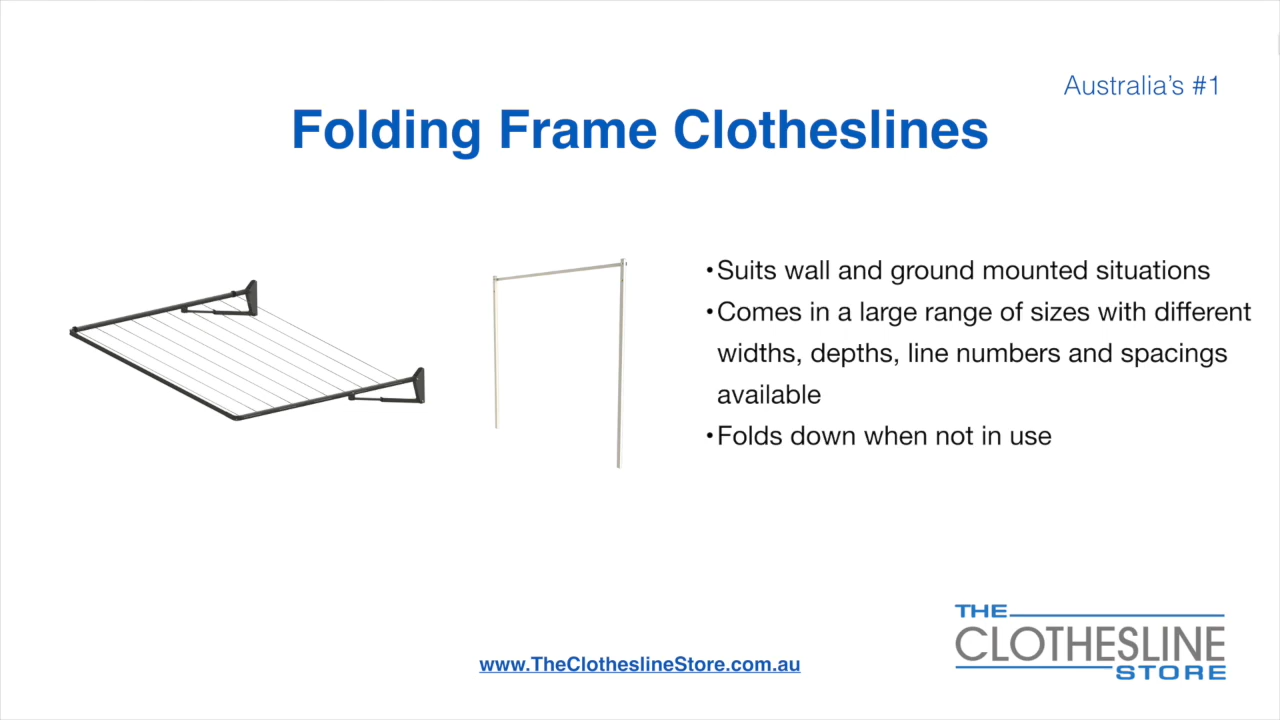 Australia's #1
Folding Frame Clotheslines
•Suits wall and ground mounted situations
•Comes in a large range of sizes with different
widths, depths, line numbers and spacings
available
•Folds down when not in use
THE
CLOTHESLINE
STORE
www.TheClotheslineStore.com.au